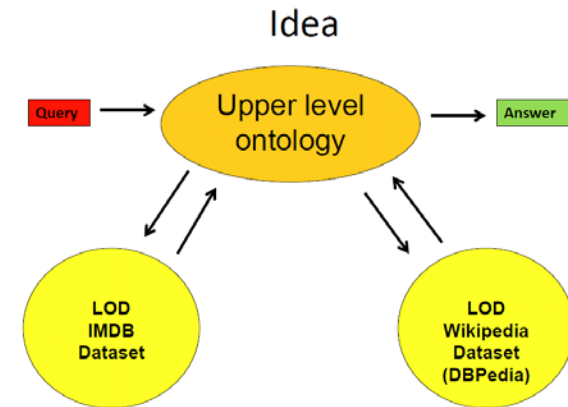 Idea
Query
Upper level
ontology
Answer
LOD
IMDB
Dataset
LOD
Wikipedia
Dataset
(DBPedia)